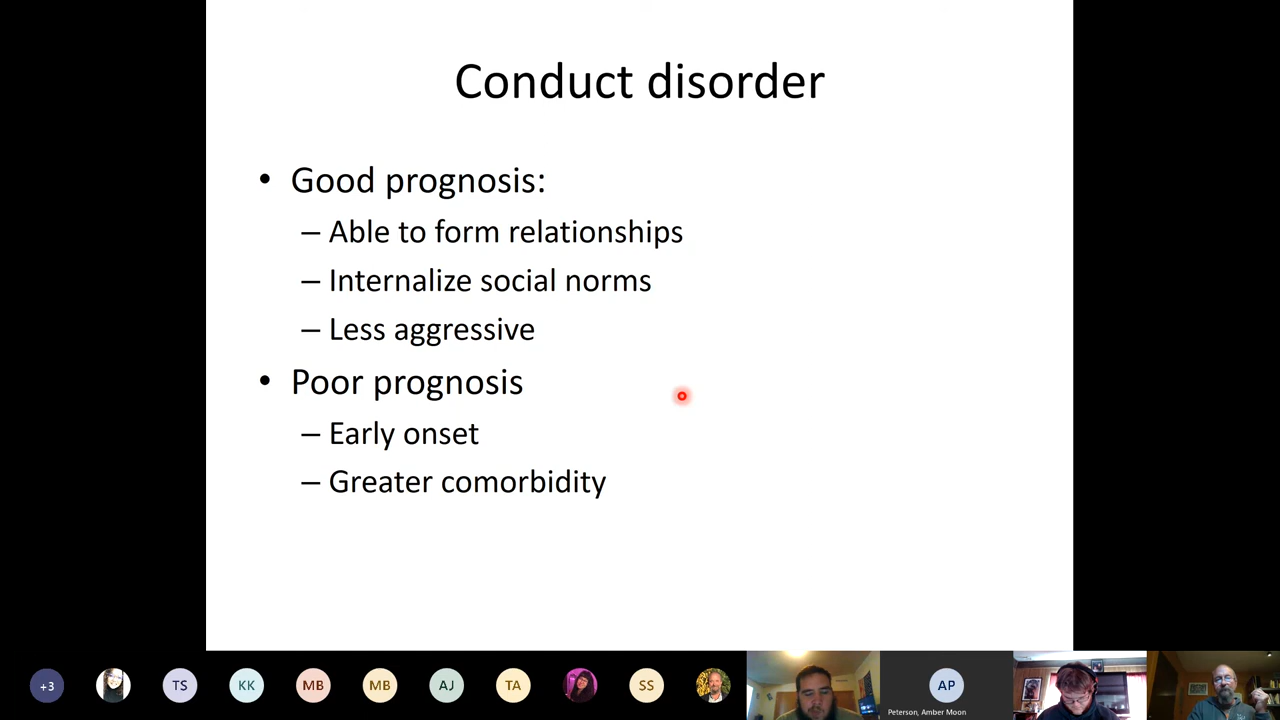 Conduct disorder
• Good prognosis:
– Able to form relationships
– Internalize social norms
– Less aggressive
• Poor prognosis
– Early onset
– Greater comorbidity
+3 TS KK MB MB AJ TA SS AP
Peterson, Amber Moon